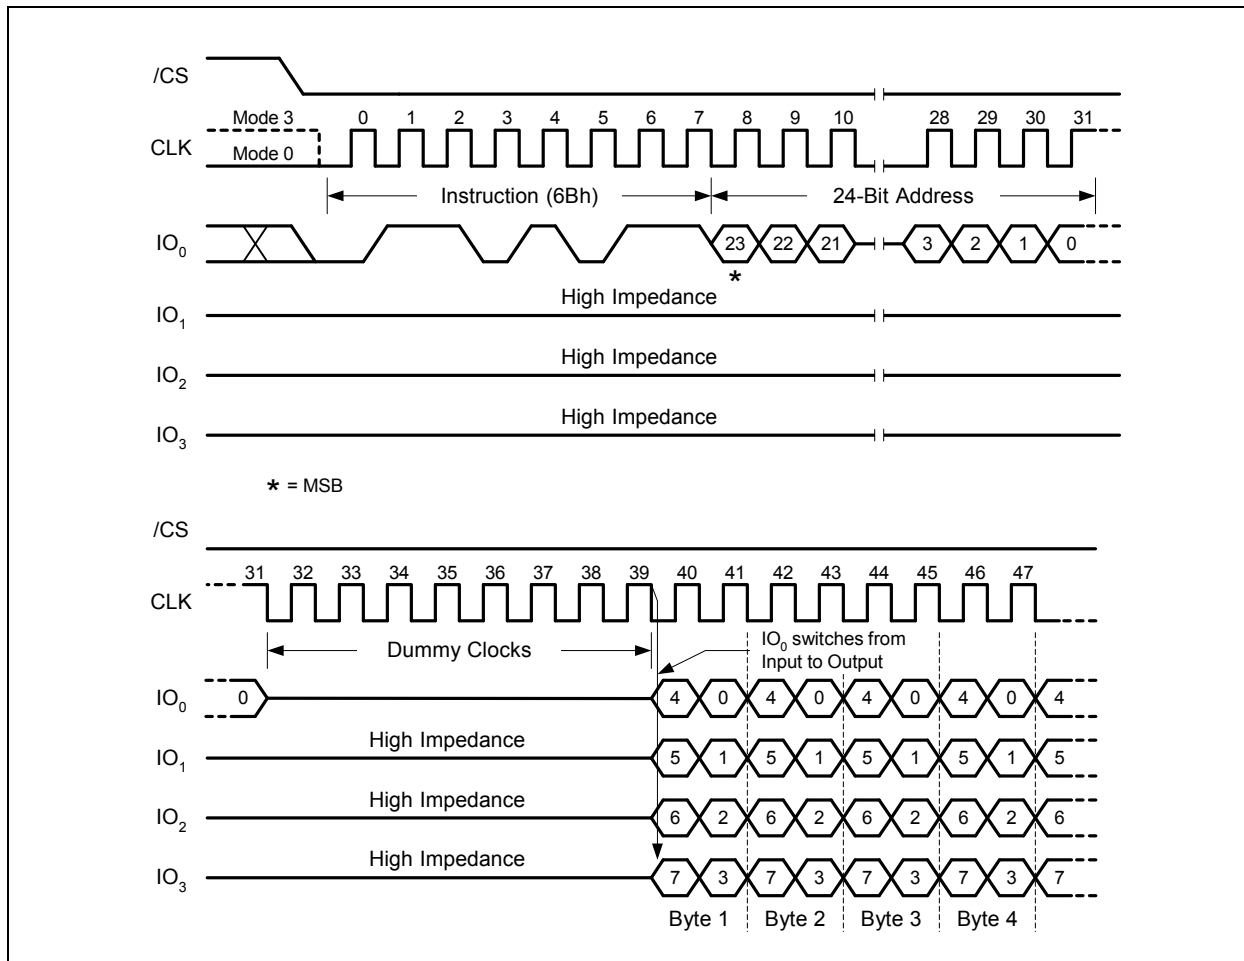 /CS
Mode 3 0 1 2 3 4 5 6 7 8 9 10 28 29 30 31
CLK
Mode 0
Instruction (6Bh) 24-Bit Address
IO₀ 23 22 21 3 2 1 0
*
High Impedance
IO₁
High Impedance
IO₂
High Impedance
IO₃
* = MSB
/CS
31 32 33 34 35 36 37 38 39 40 41 42 43 44 45 46 47
CLK
Dummy Clocks
IO₀ switches from
Input to Output
IO₀ 0 4 0 4 0 4 0 4 0 4
High Impedance
IO₁ 5 1 5 1 5 1 5 1 5
High Impedance
IO₂ 6 2 6 2 6 2 6 2 6
High Impedance
IO₃ 7 3 7 3 7 3 7 3 7
Byte 1 Byte 2 Byte 3 Byte 4